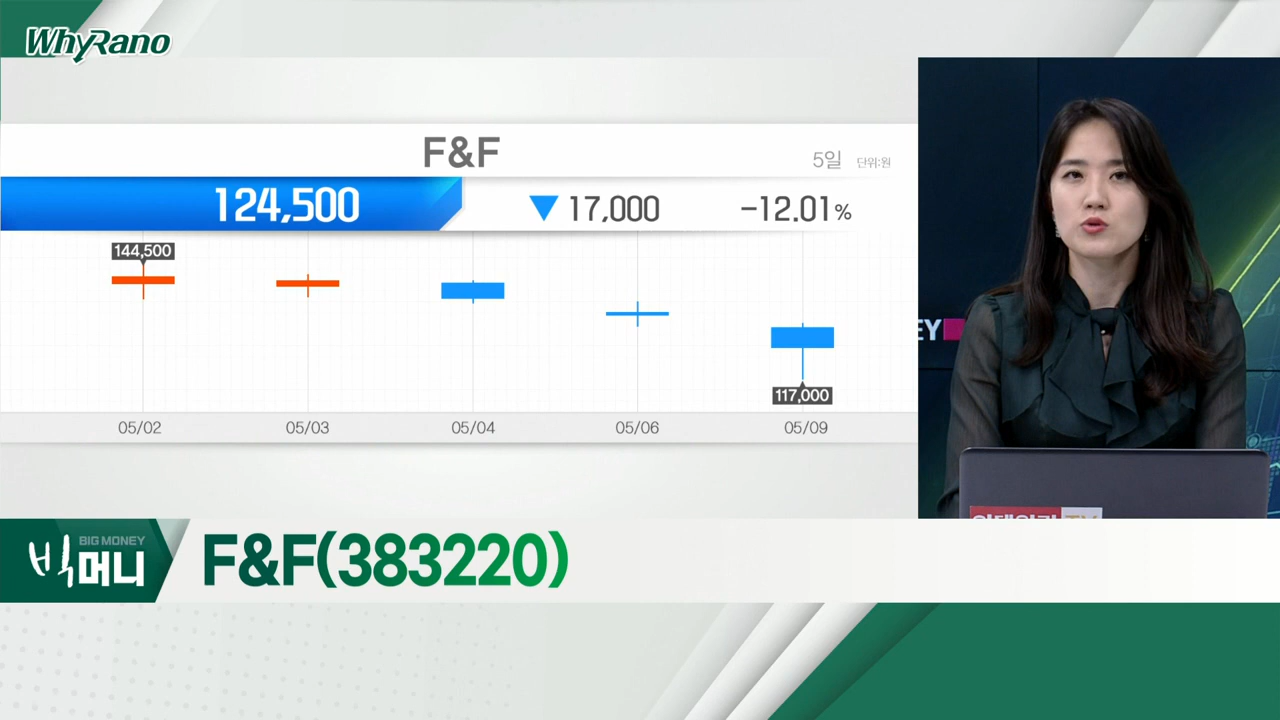 WhyRano
F&F
5일 단위:원
124,500 ▼ 17,000 -12.01%
144,500
117,000
05/02 05/03 05/04 05/06 05/09
EY
빅머니 BIG MONEY
F&F(383220)